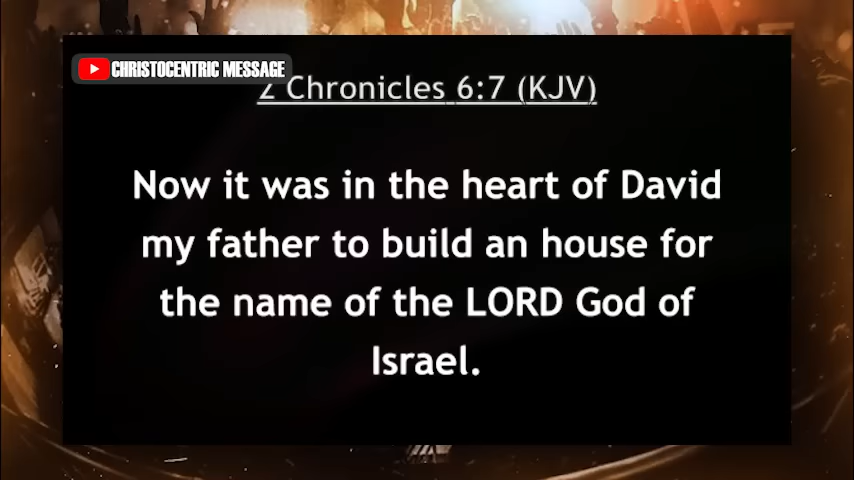 CHRISTOCENTRIC MESSAGE
2 Chronicles 6:7 (KJV)
Now it was in the heart of David
my father to build an house for
the name of the LORD God of
Israel.